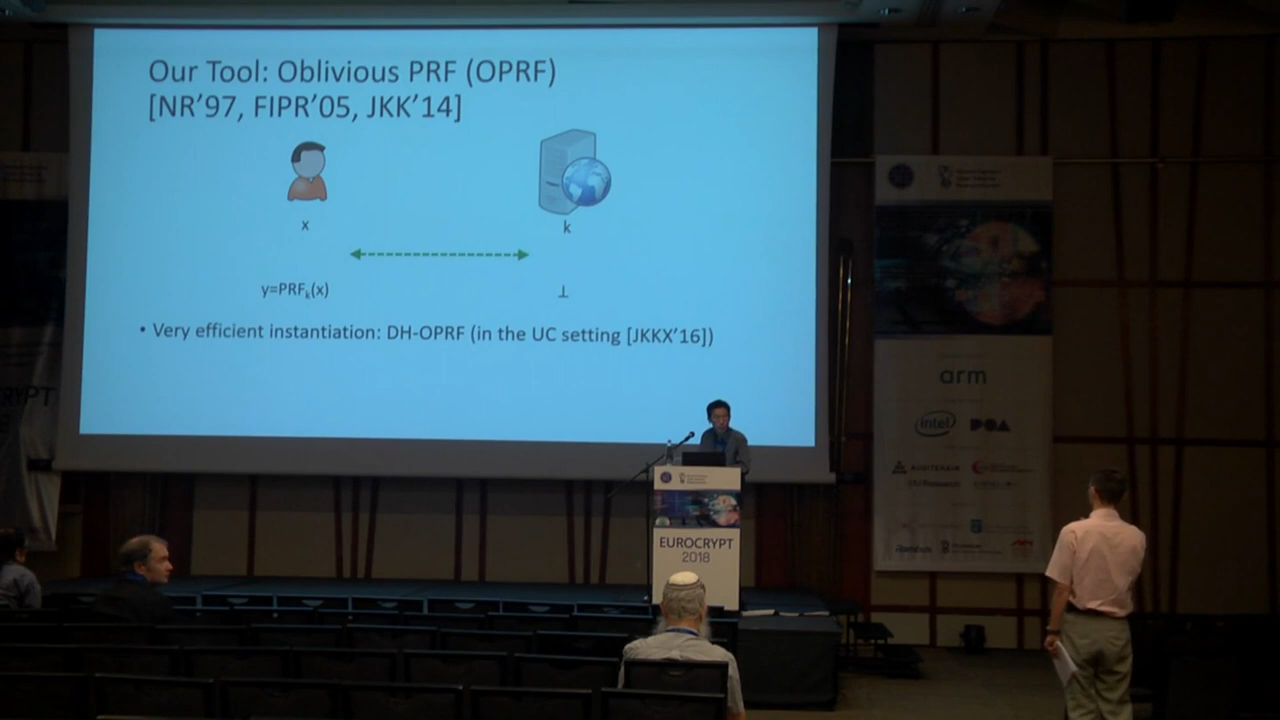 Our Tool: Oblivious PRF (OPRF)
[NR’97, FIPR’05, JKK’14]
x
k
y=PRFₖ(x)
⊥
• Very efficient instantiation: DH-OPRF (in the UC setting [JKKX’16])
arm
intel
EUROCRYPT
2018